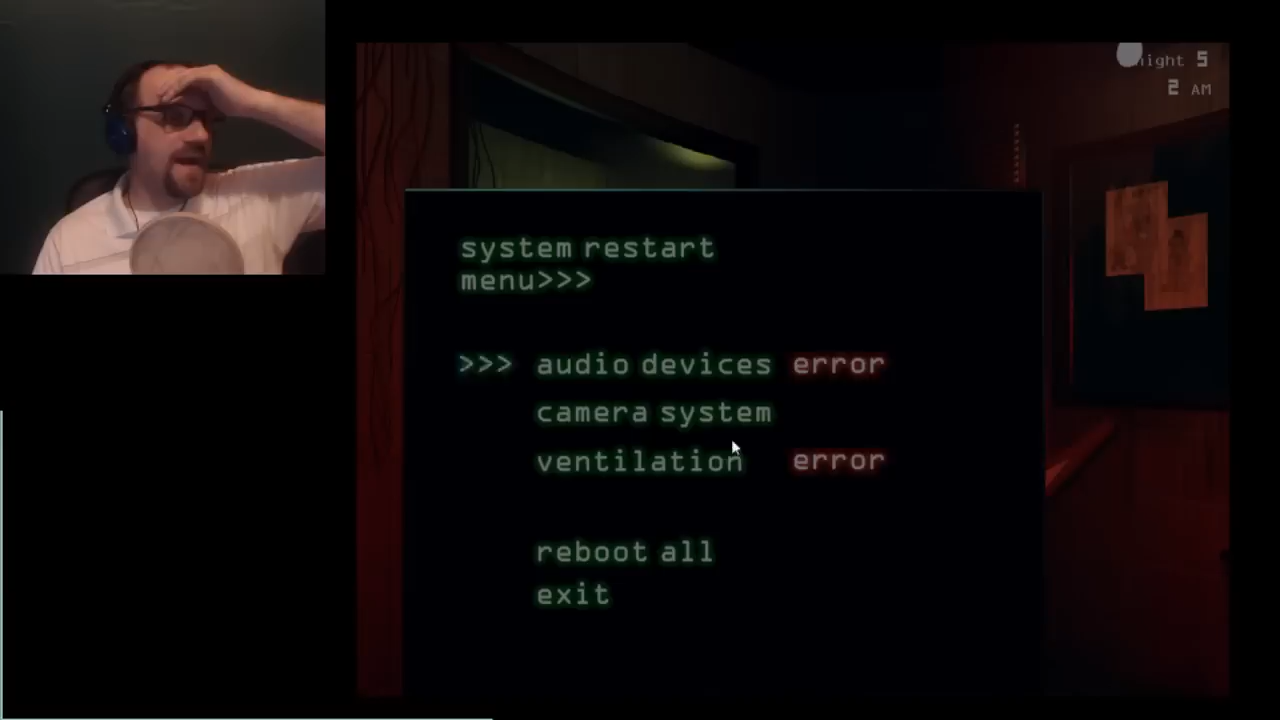 night 5
2 AM
system restart
menu>>>
>>> audio devices error
camera system
ventilation error
reboot all
exit